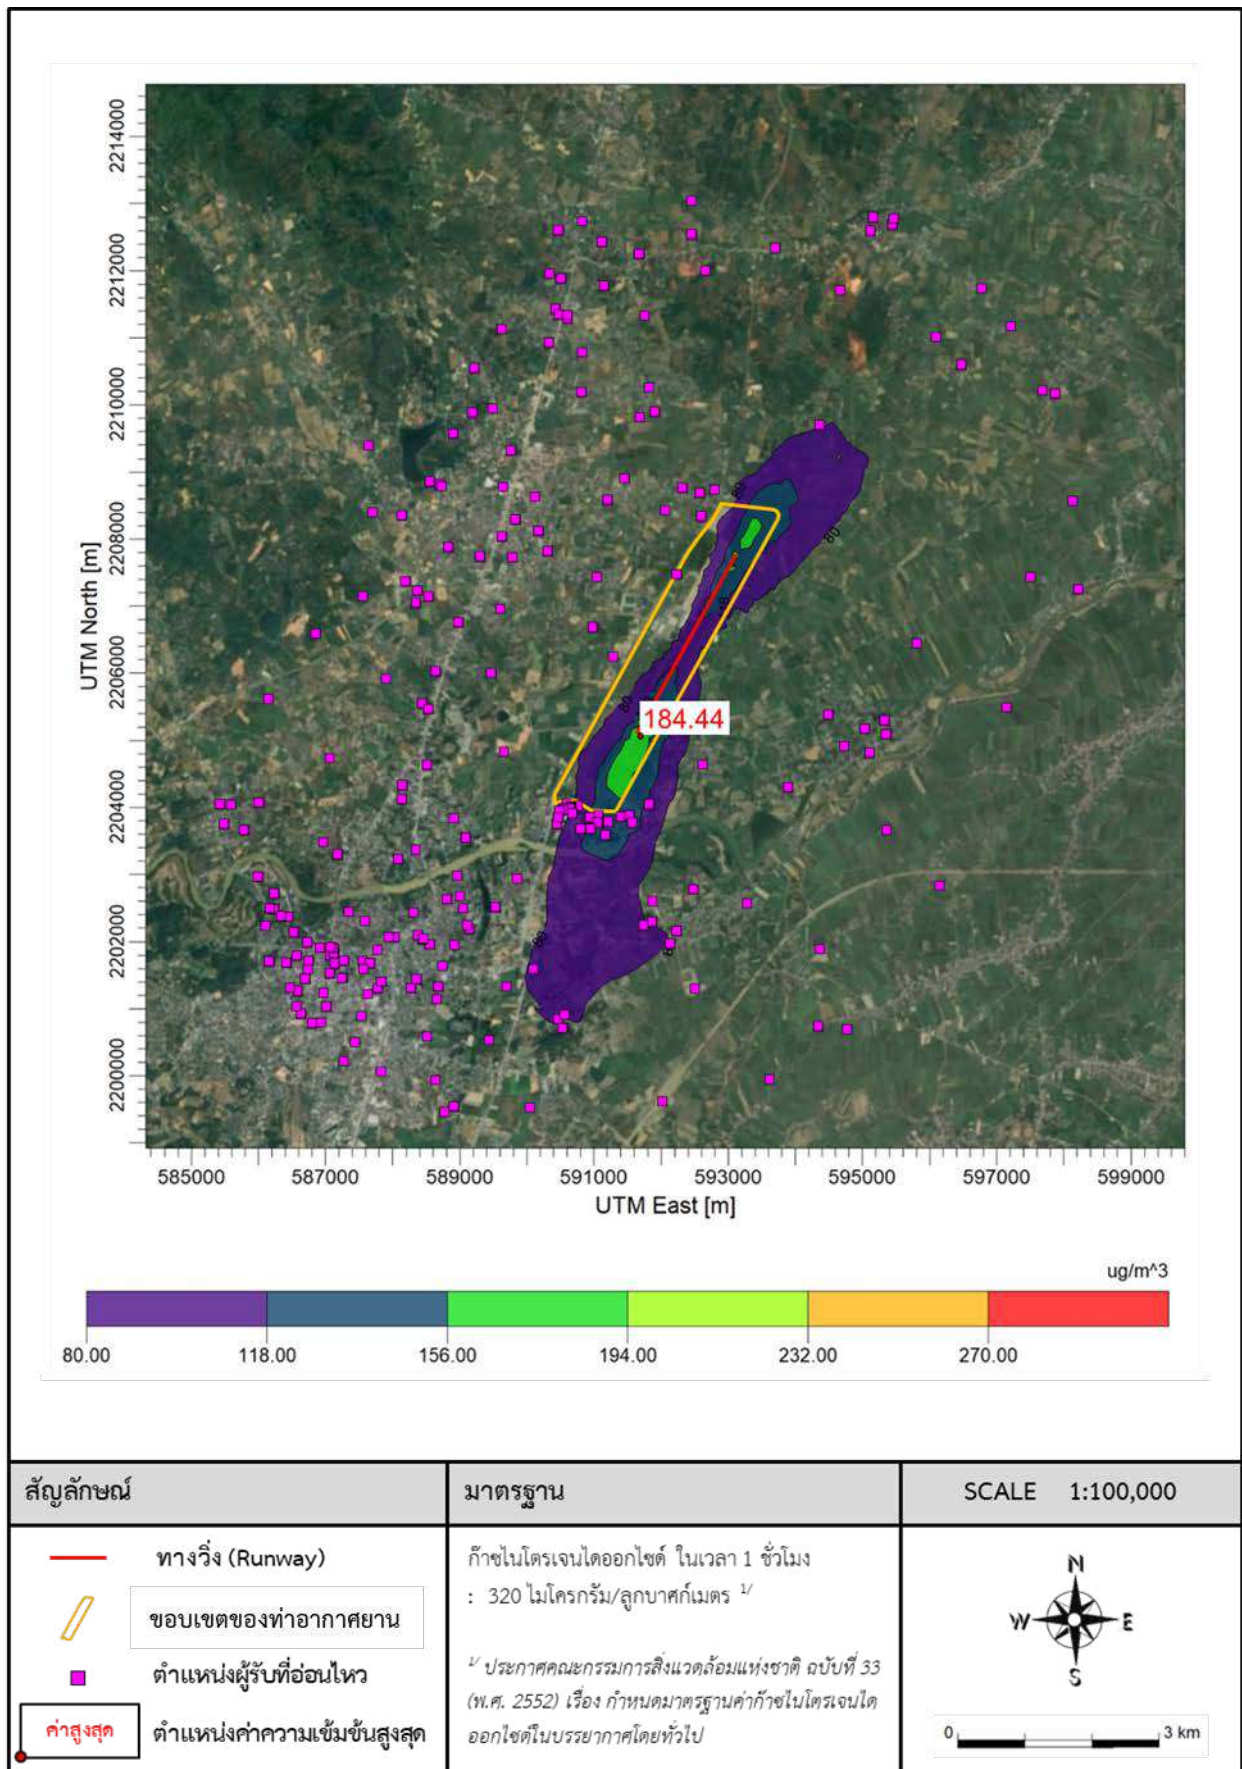 UTM North [m]
2214000
2212000
2210000
2208000
2206000
2204000
2202000
2200000
80
80
80
184.44
80
585000 587000 589000 591000 593000 595000 597000 599000
UTM East [m]
ug/m^3
80.00 118.00 156.00 194.00 232.00 270.00
สัญลักษณ์
ทางวิ่ง (Runway)
ขอบเขตของท่าอากาศยาน
ตำแหน่งผู้รับที่อ่อนไหว
ค่าสูงสุด
ตำแหน่งค่าความเข้มข้นสูงสุด
มาตรฐาน
ก๊าซไนโตรเจนไดออกไซด์ ในเวลา 1 ชั่วโมง
: 320 ไมโครกรัม/ลูกบาศก์เมตร 1/
1/ ประกาศคณะกรรมการสิ่งแวดล้อมแห่งชาติ ฉบับที่ 33
(พ.ศ. 2552) เรื่อง กำหนดมาตรฐานค่าก๊าซไนโตรเจนได
ออกไซด์ในบรรยากาศโดยทั่วไป
SCALE 1:100,000
N
W E
S
0 3 km